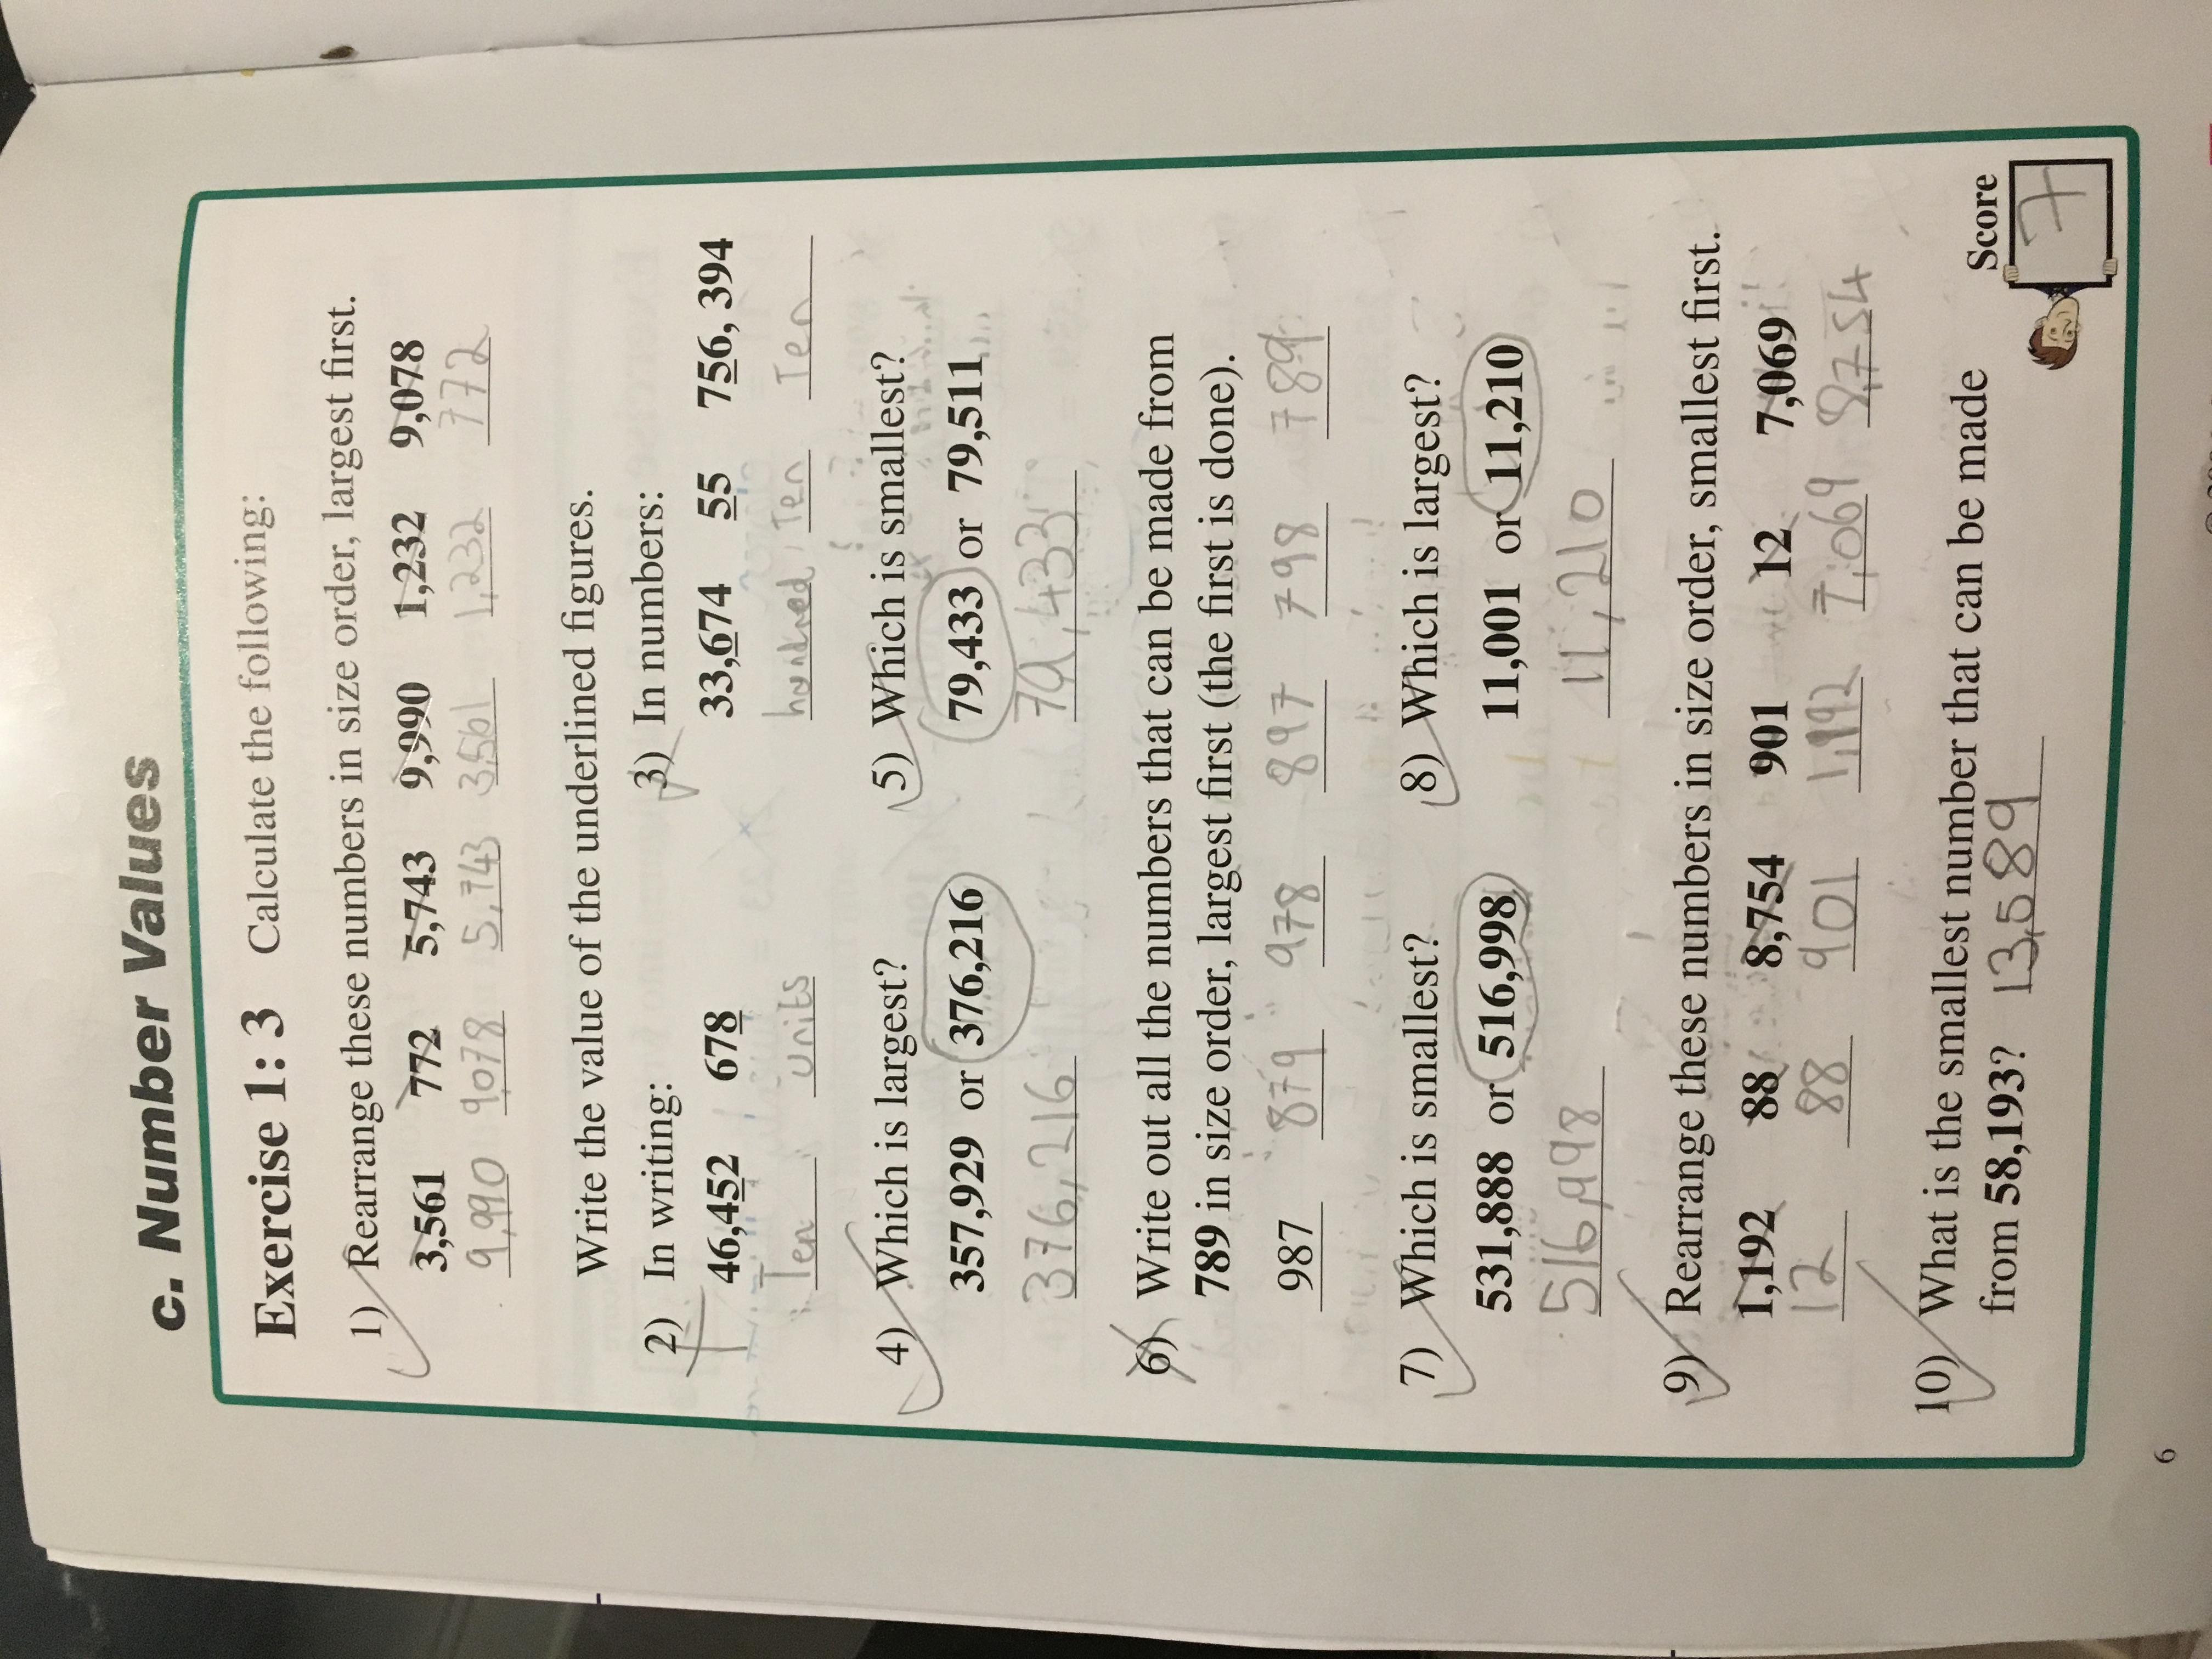 c. Number Values
Exercise 1: 3 Calculate the following:
1) Rearrange these numbers in size order, largest first.
3,561 772 5,743 9,990 1,232 9,078
9,990 9,078 5,743 3,561 1,232 772
Write the value of the underlined figures.
2) In writing:
46,452 678
Ten units
3) In numbers:
33,674 55 756, 394
hundred Ten Ten
4) Which is largest?
357,929 or 376,216
376,216
5) Which is smallest?
79,433 or 79,511
79,433
6) Write out all the numbers that can be made from
789 in size order, largest first (the first is done).
987 879 978 897 798 789
7) Which is smallest?
531,888 or 516,998
516,998
8) Which is largest?
11,001 or 11,210
11,210
9) Rearrange these numbers in size order, smallest first.
1,192 88 8,754 901 12 7,069
12 88 901 1,192 7,069 8,754
10) What is the smallest number that can be made
from 58,193? 13,589
Score
7
6